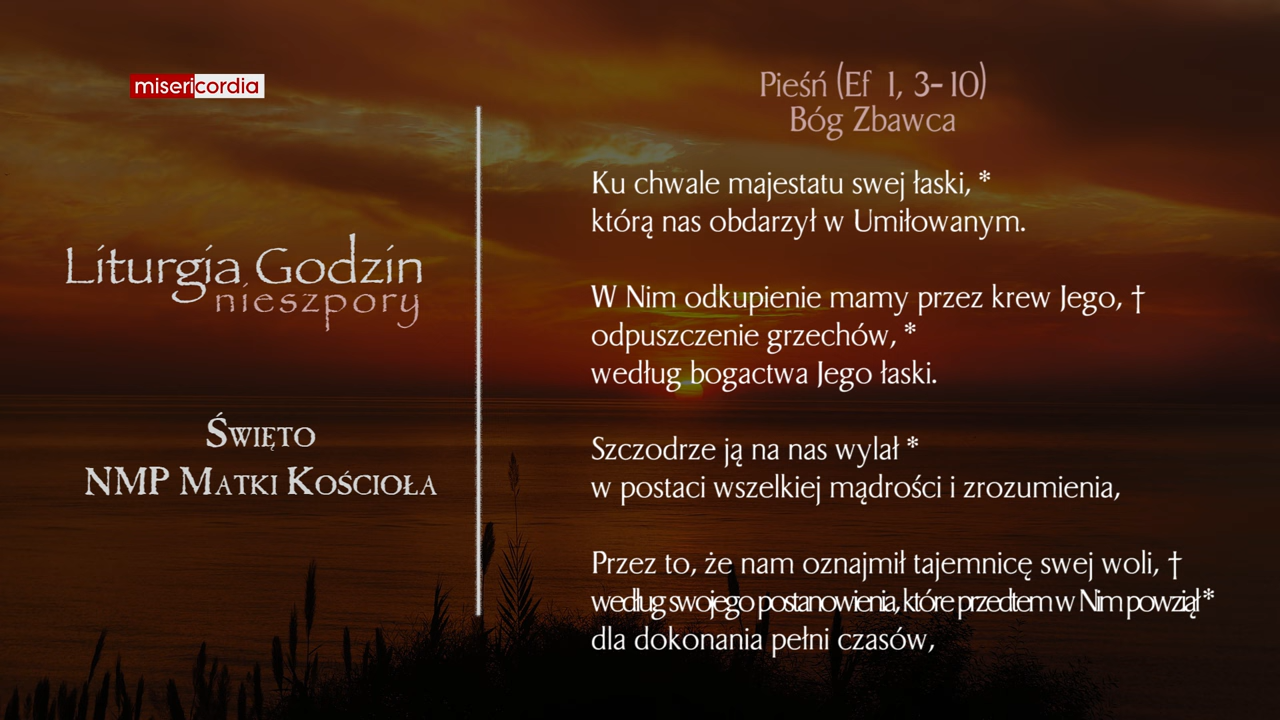 misericordia
Liturgia Godzin
nieszpory
Święto
NMP Matki Kościoła
Pieśń (Ef 1, 3-10)
Bóg Zbawca
Ku chwale majestatu swej łaski, *
którą nas obdarzył w Umiłowanym.
W Nim odkupienie mamy przez krew Jego, †
odpuszczenie grzechów, *
według bogactwa Jego łaski.
Szczodrze ją na nas wylał *
w postaci wszelkiej mądrości i zrozumienia,
Przez to, że nam oznajmił tajemnicę swej woli, †
według swojego postanowienia, które przedtem w Nim powziął *
dla dokonania pełni czasów,